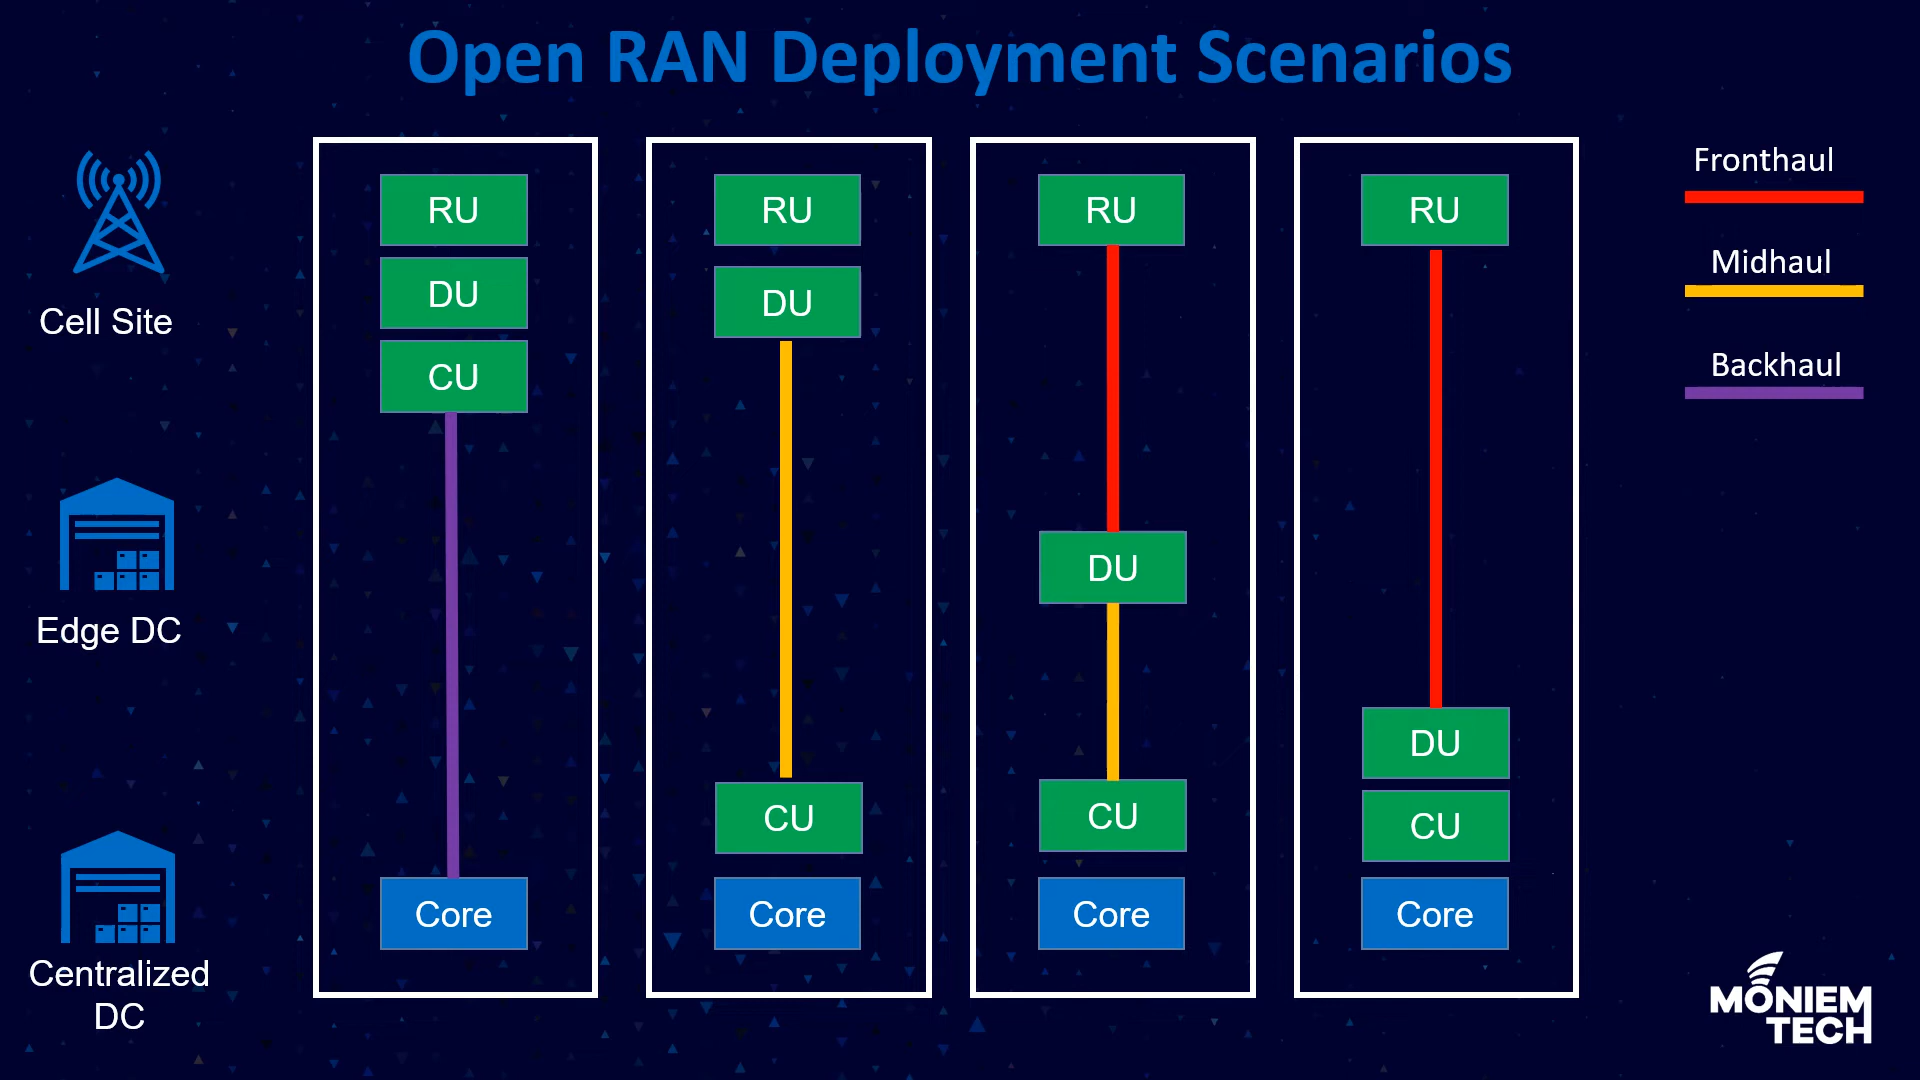 Open RAN Deployment Scenarios
Cell Site
Edge DC
Centralized
DC
RU
DU
CU
Core
RU
DU
CU
Core
RU
DU
CU
Core
RU
DU
CU
Core
Fronthaul
Midhaul
Backhaul
MONIEM
TECH